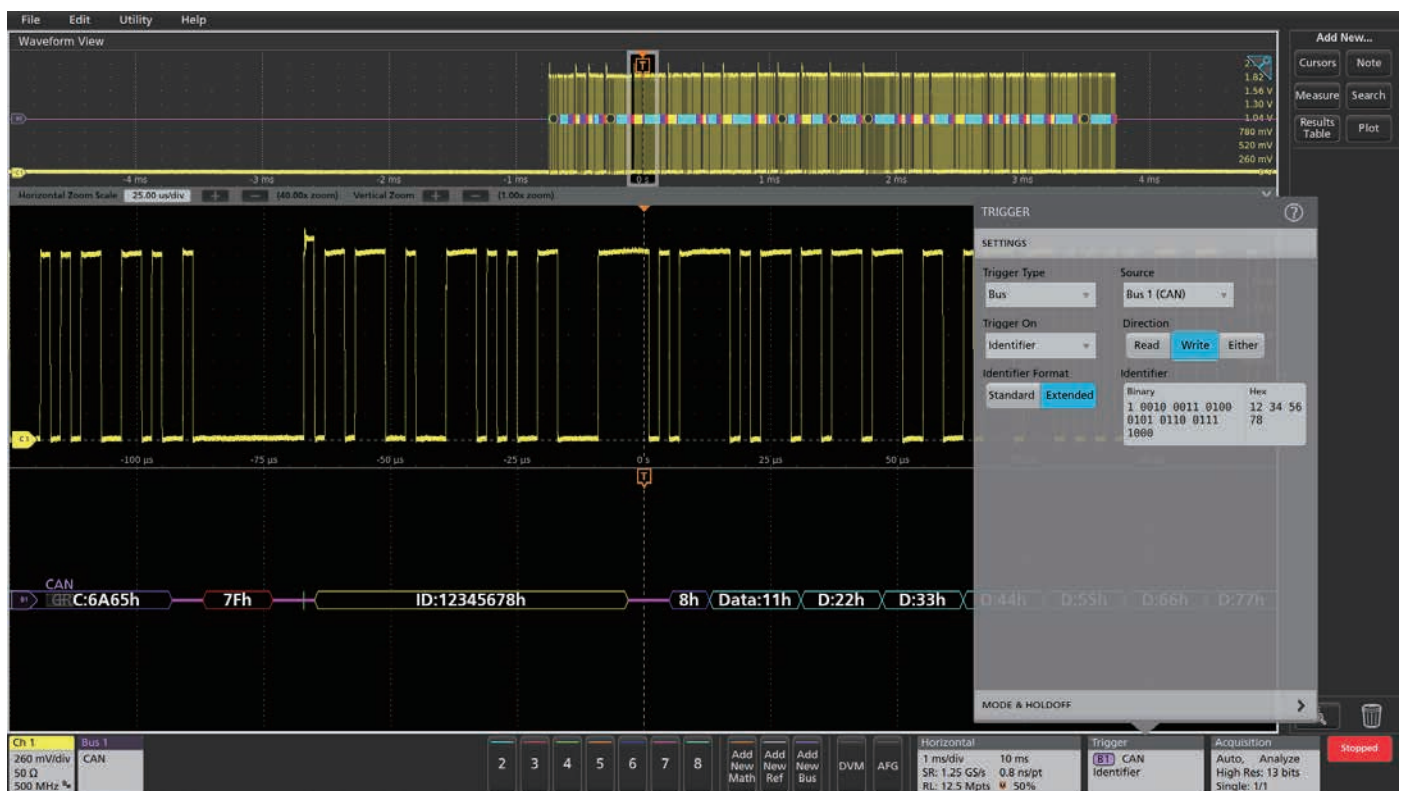 File Edit Utility Help
Waveform View
Add New...
Cursors Note
Measure Search
Results Table Plot
1.82
1.56 V
1.30 V
1.04 V
780 mV
520 mV
260 mV
-4 ms -3 ms -2 ms -1 ms 0 s 1 ms 2 ms 3 ms 4 ms
Horizontal Zoom Scale 25.00 us/div + — (40.00x zoom) Vertical Zoom + — (1.00x zoom)
TRIGGER
SETTINGS
Trigger Type Source
Bus Bus 1 (CAN)
Trigger On Direction
Identifier Read Write Either
Identifier Format Identifier
Standard Extended
Binary Hex
1 0010 0011 0100 12 34 56
0101 0110 0111 78
1000
C1
-100 µs -75 µs -50 µs -25 µs 0 s 25 µs 50 µs
T
CAN
B1 C:6A65h 7Fh ID:12345678h 8h Data:11h D:22h D:33h D:44h D:55h D:66h D:77h
MODE & HOLDOFF
Ch 1
260 mV/div
50 Ω
500 MHz
Bus 1
CAN
2 3 4 5 6 7 8
Add New Math
Add New Ref
Add New Bus
DVM AFG
Horizontal
1 ms/div 10 ms
SR: 1.25 GS/s 0.8 ns/pt
RL: 12.5 Mpts 50%
Trigger
B1 CAN
Identifier
Acquisition
Auto, Analyze
High Res: 13 bits
Single: 1/1
Stopped